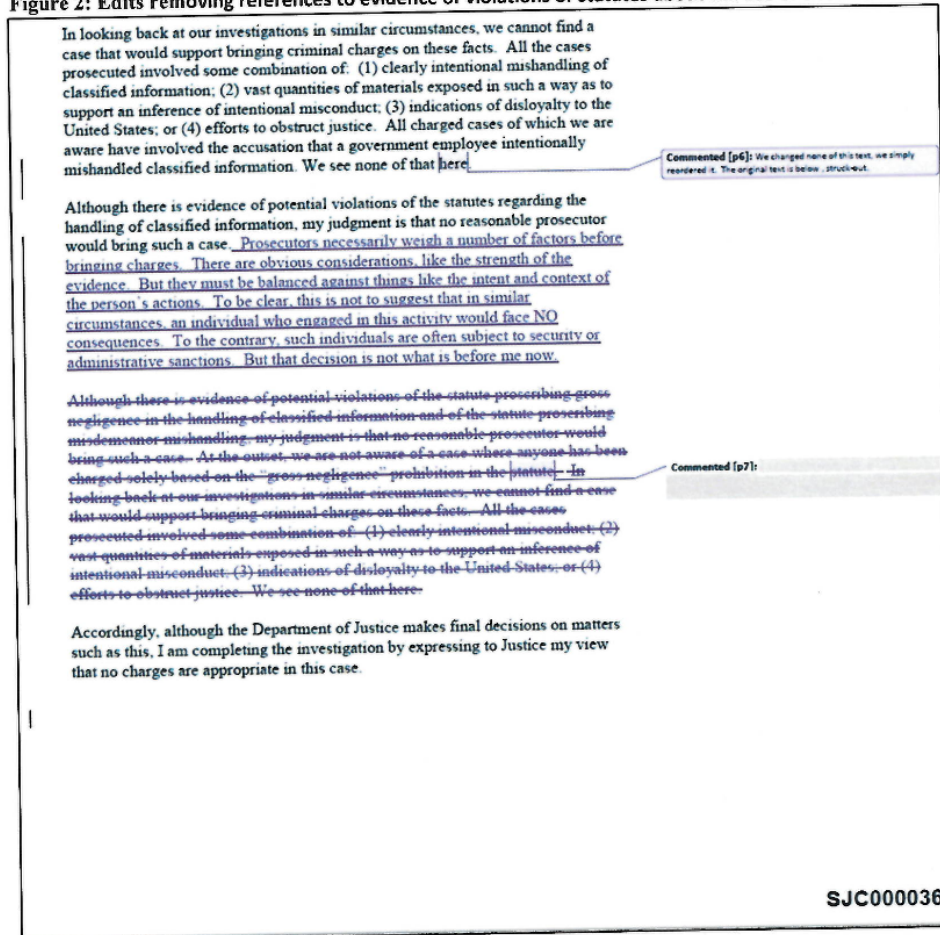 Figure 2: Edits removing references to evidence of violations of statutes
In looking back at our investigations in similar circumstances, we cannot find a
case that would support bringing criminal charges on these facts. All the cases
prosecuted involved some combination of: (1) clearly intentional mishandling of
classified information; (2) vast quantities of materials exposed in such a way as to
support an inference of intentional misconduct; (3) indications of disloyalty to the
United States; or (4) efforts to obstruct justice. All charged cases of which we are
aware have involved the accusation that a government employee intentionally
mishandled classified information. We see none of that here.
Commented [p6]: We changed none of this text, we simply
reordered it. The original text is below, struck-out.
Although there is evidence of potential violations of the statutes regarding the
handling of classified information, my judgment is that no reasonable prosecutor
would bring such a case. Prosecutors necessarily weigh a number of factors before
bringing charges. There are obvious considerations, like the strength of the
evidence. But they must be balanced against things like the intent and context of
the person's actions. To be clear, this is not to suggest that in similar
circumstances, an individual who engaged in this activity would face NO
consequences. To the contrary, such individuals are often subject to security or
administrative sanctions. But that decision is not what is before me now.
Although there is evidence of potential violations of the statute proscribing gross
negligence in the handling of classified information and of the statute proscribing
misdemeanor mishandling, my judgment is that no reasonable prosecutor would
bring such a case. At the outset, we are not aware of a case where anyone has been
charged solely based on the "gross negligence" prohibition in the statute. In
looking back at our investigations in similar circumstances, we cannot find a case
that would support bringing criminal charges on these facts. All the cases
prosecuted involved some combination of: (1) clearly intentional misconduct; (2)
vast quantities of materials exposed in such a way as to support an inference of
intentional misconduct; (3) indications of disloyalty to the United States; or (4)
efforts to obstruct justice. We see none of that here.
Commented [p7]:
Accordingly, although the Department of Justice makes final decisions on matters
such as this, I am completing the investigation by expressing to Justice my view
that no charges are appropriate in this case.
SJC000036